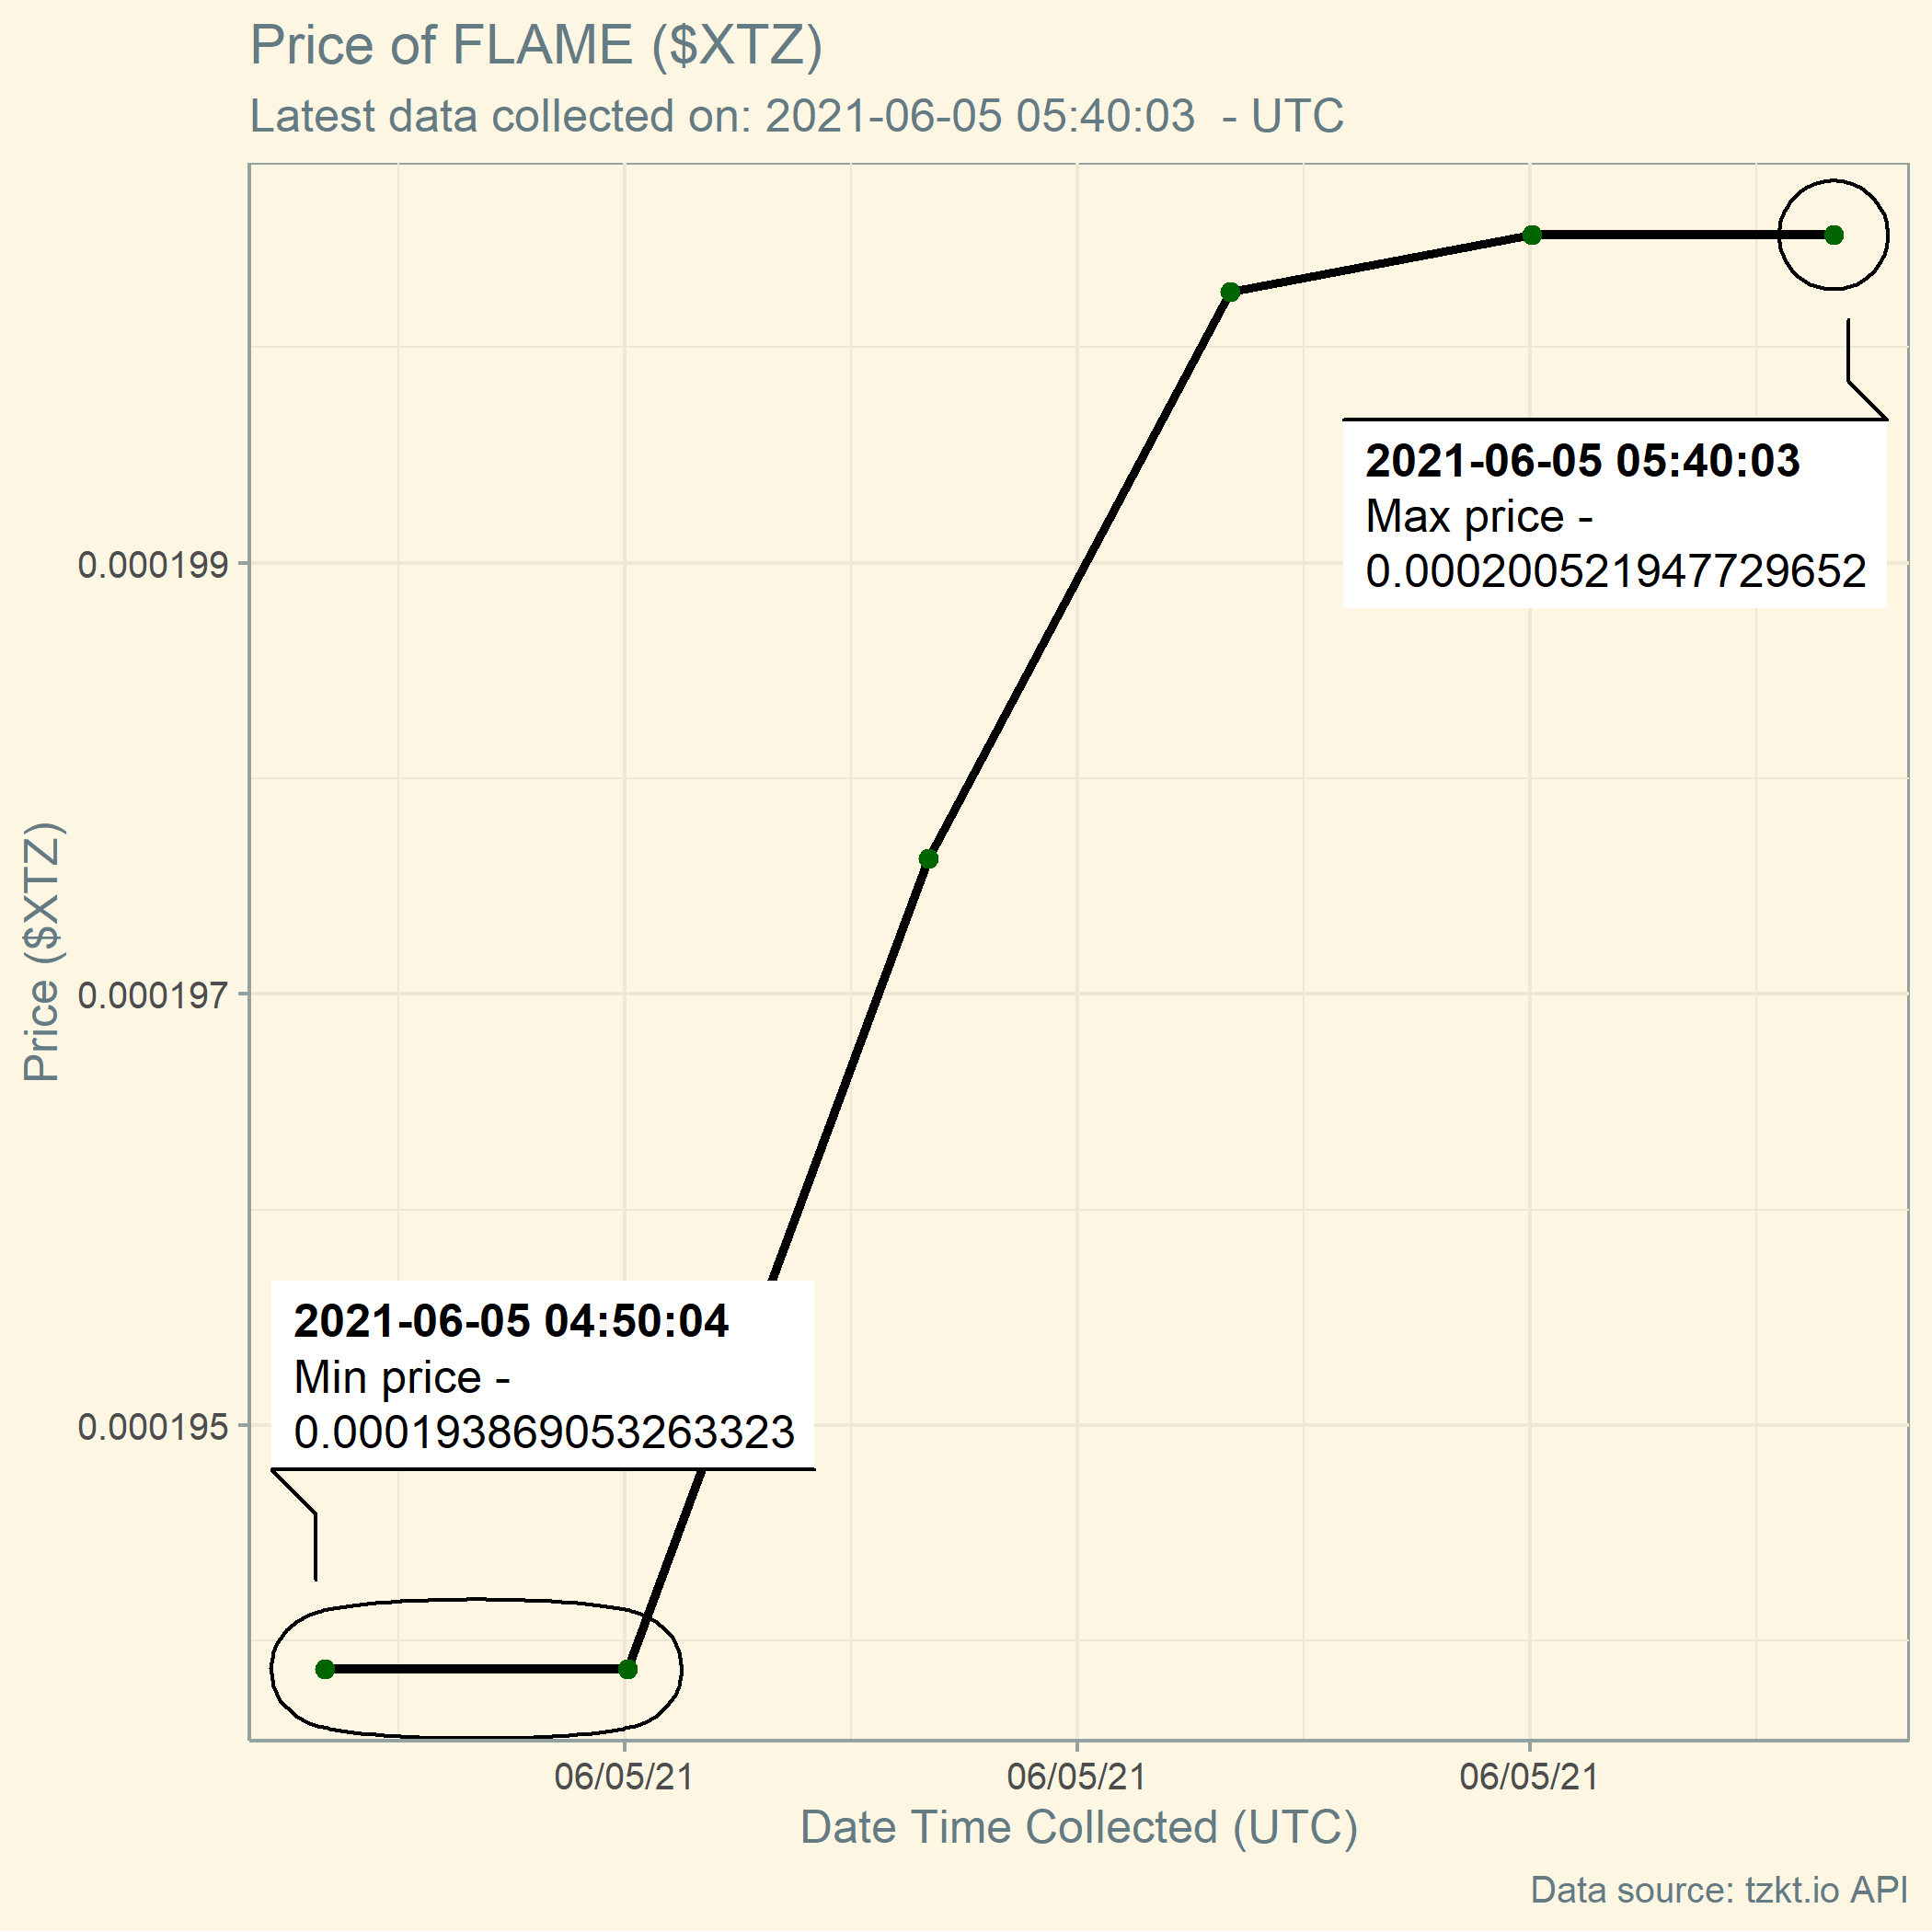 Price of FLAME ($XTZ)
Latest data collected on: 2021-06-05 05:40:03  - UTC
2021-06-05 05:40:03
Max price -
0.000200521947729652
0.000199
Price ($XTZ)
0.000197
2021-06-05 04:50:04
Min price -
0.000193869053263323
0.000195
06/05/21
06/05/21
06/05/21
Date Time Collected (UTC)
Data source: tzkt.io API